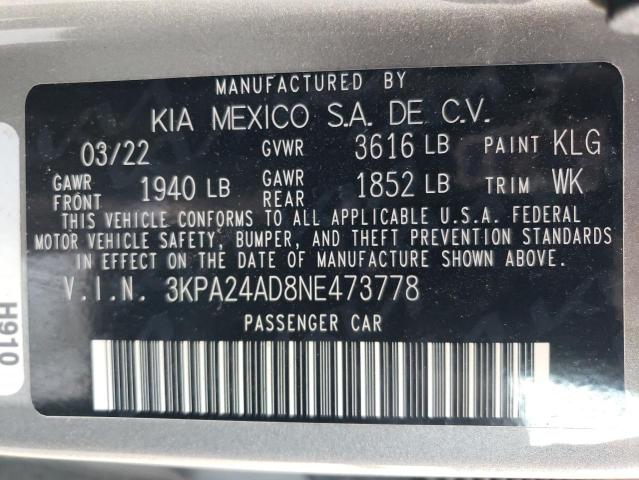 MANUFACTURED BY
KIA MEXICO S.A. DE C.V.
03/22 GVWR 3616 LB PAINT KLG
GAWR FRONT 1940 LB GAWR REAR 1852 LB TRIM WK
THIS VEHICLE CONFORMS TO ALL APPLICABLE U.S.A. FEDERAL
MOTOR VEHICLE SAFETY, BUMPER, AND THEFT PREVENTION STANDARDS
IN EFFECT ON THE DATE OF MANUFACTURE SHOWN ABOVE.
V.I.N. 3KPA24AD8NE473778
PASSENGER CAR
H910